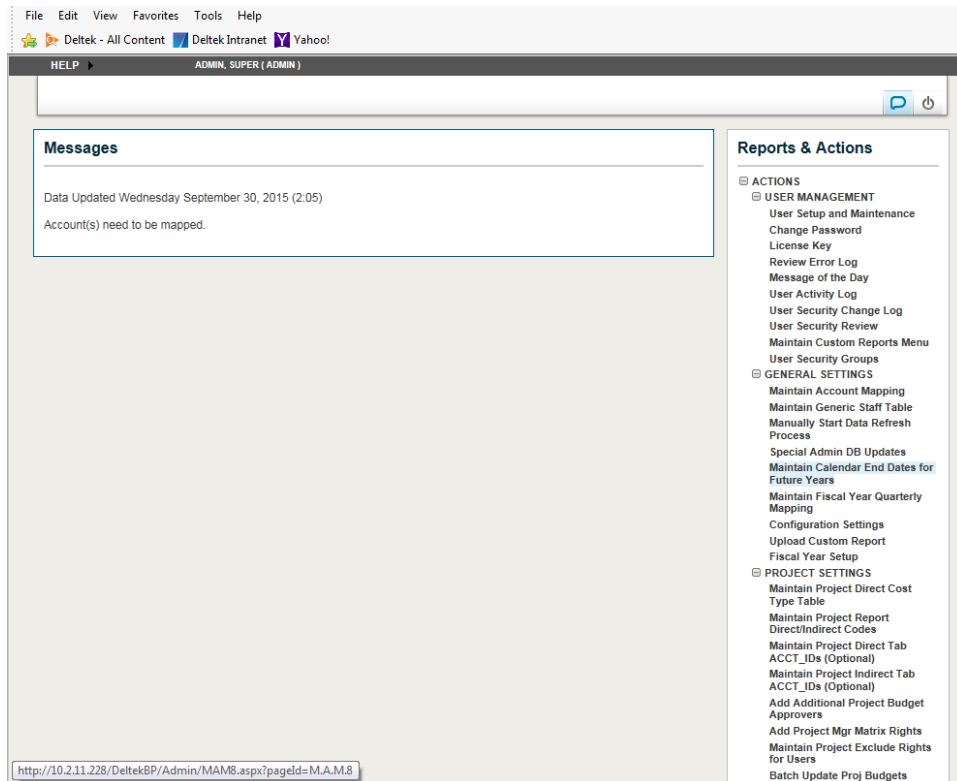 File Edit View Favorites Tools Help
Deltek - All Content Deltek Intranet Yahoo!
HELP ADMIN, SUPER ( ADMIN )
Messages
Data Updated Wednesday September 30, 2015 (2:05)
Account(s) need to be mapped.
Reports & Actions
ACTIONS
USER MANAGEMENT
User Setup and Maintenance
Change Password
License Key
Review Error Log
Message of the Day
User Activity Log
User Security Change Log
User Security Review
Maintain Custom Reports Menu
User Security Groups
GENERAL SETTINGS
Maintain Account Mapping
Maintain Generic Staff Table
Manually Start Data Refresh
Process
Special Admin DB Updates
Maintain Calendar End Dates for
Future Years
Maintain Fiscal Year Quarterly
Mapping
Configuration Settings
Upload Custom Report
Fiscal Year Setup
PROJECT SETTINGS
Maintain Project Direct Cost
Type Table
Maintain Project Report
Direct/Indirect Codes
Maintain Project Direct Tab
ACCT_IDs (Optional)
Maintain Project Indirect Tab
ACCT_IDs (Optional)
Add Additional Project Budget
Approvers
Add Project Mgr Matrix Rights
Maintain Project Exclude Rights
for Users
Batch Update Proj Budgets
http://10.2.11.228/DeltekBP/Admin/MAM8.aspx?pageId=M.A.M.8